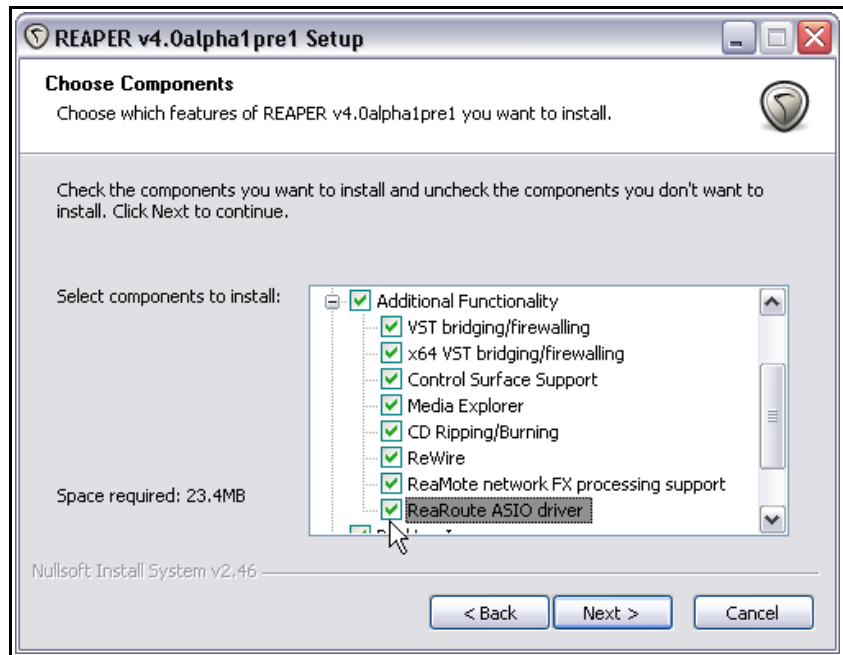 REAPER v4.0alpha1pre1 Setup
Choose Components
Choose which features of REAPER v4.0alpha1pre1 you want to install.
Check the components you want to install and uncheck the components you don't want to
install. Click Next to continue.
Select components to install:
Additional Functionality
VST bridging/firewalling
x64 VST bridging/firewalling
Control Surface Support
Media Explorer
CD Ripping/Burning
ReWire
ReaMote network FX processing support
ReaRoute ASIO driver
Space required: 23.4MB
Nullsoft Install System v2.46
< Back
Next >
Cancel